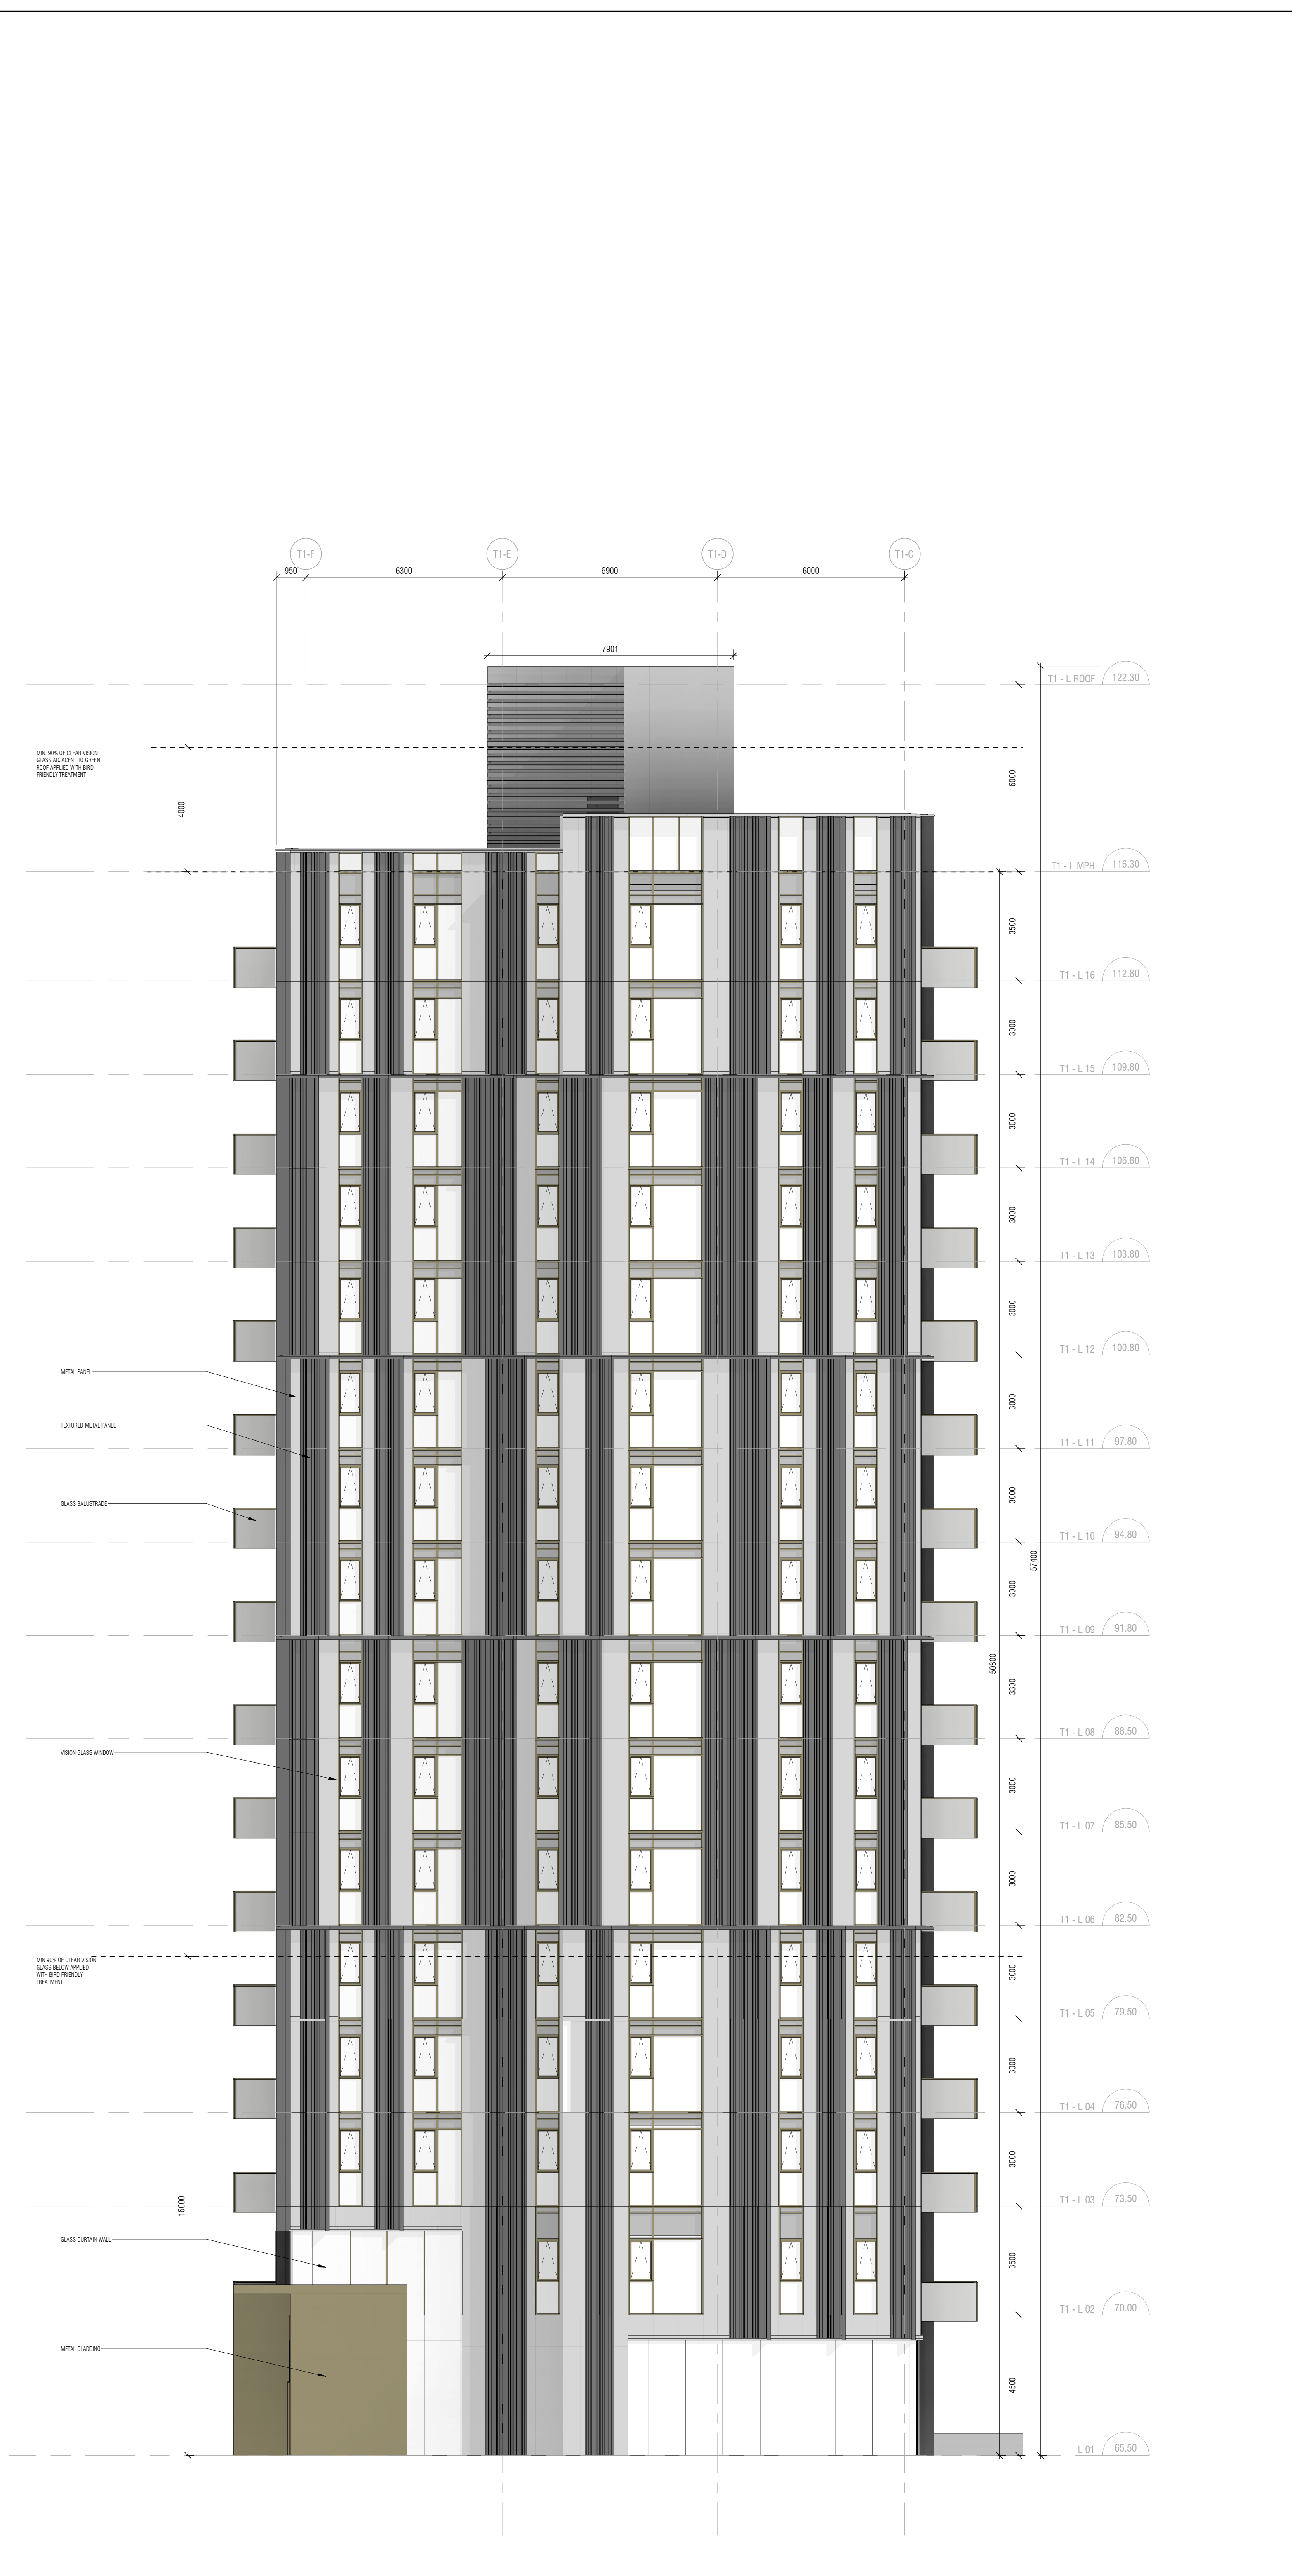 T1-F
T1-E
T1-D
T1-C
950
6300
6900
6000
7901
T1 - L ROOF
122.30
MIN. 90% OF CLEAR VISION
GLASS ADJACENT TO GREEN
ROOF APPLIED WITH BIRD
FRIENDLY TREATMENT
4000
6000
T1 - L MPH
116.30
3500
T1 - L 16
112.80
3000
T1 - L 15
109.80
3000
T1 - L 14
106.80
3000
T1 - L 13
103.80
3000
T1 - L 12
100.80
METAL PANEL
3000
TEXTURED METAL PANEL
T1 - L 11
97.80
GLASS BALUSTRADE
3000
T1 - L 10
94.80
57400
3000
T1 - L 09
91.80
50800
3300
T1 - L 08
88.50
VISION GLASS WINDOW
3000
T1 - L 07
85.50
3000
T1 - L 06
82.50
MIN 90% OF CLEAR VISION
GLASS BELOW APPLIED
WITH BIRD FRIENDLY
TREATMENT
3000
T1 - L 05
79.50
3000
T1 - L 04
76.50
3000
T1 - L 03
73.50
16000
GLASS CURTAIN WALL
3500
T1 - L 02
70.00
METAL CLADDING
4500
L 01
65.50